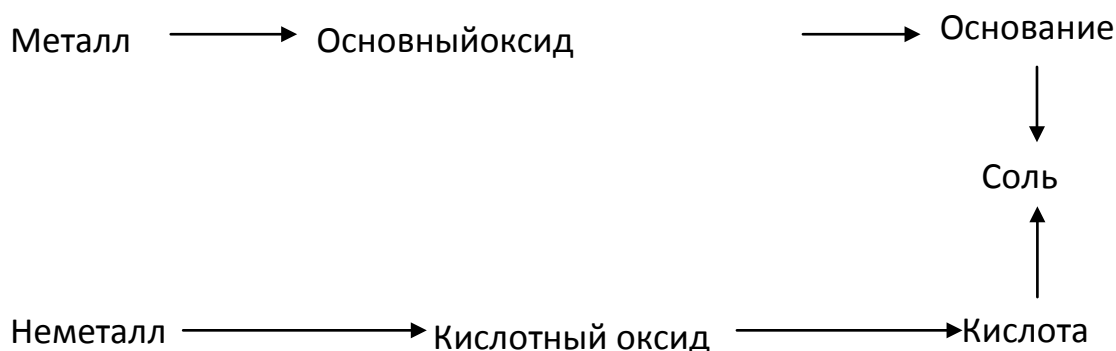 Металл Основныйоксид Основание
Соль
Неметалл Кислотный оксид Кислота